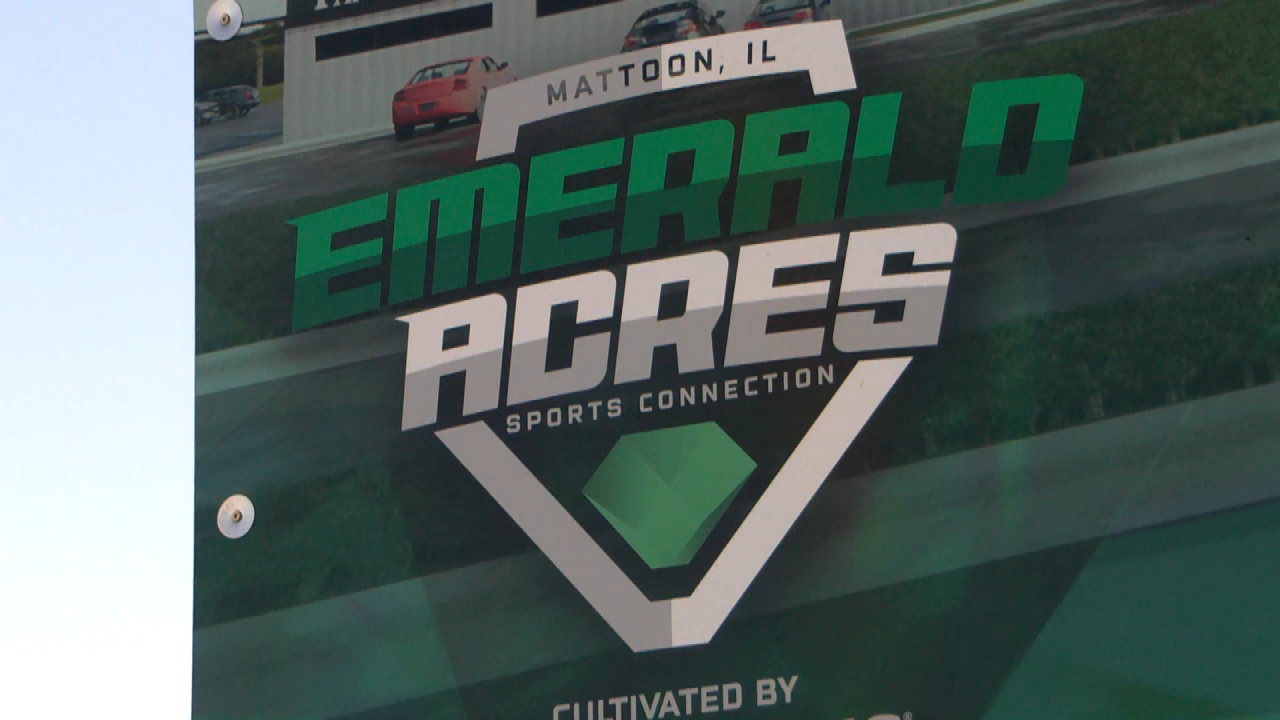 MATTOON, IL
EMERALD
ACRES
SPORTS CONNECTION
CULTIVATED BY